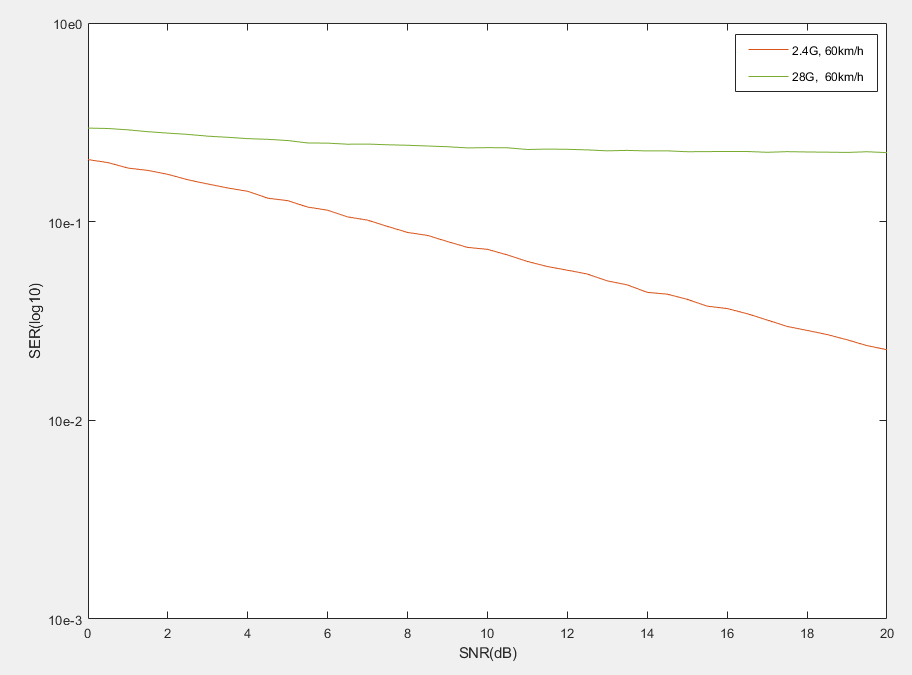 10e0
10e-1
10e-2
10e-3
SER(log10)
2.4G, 60km/h
28G, 60km/h
0 2 4 6 8 10 12 14 16 18 20
SNR(dB)